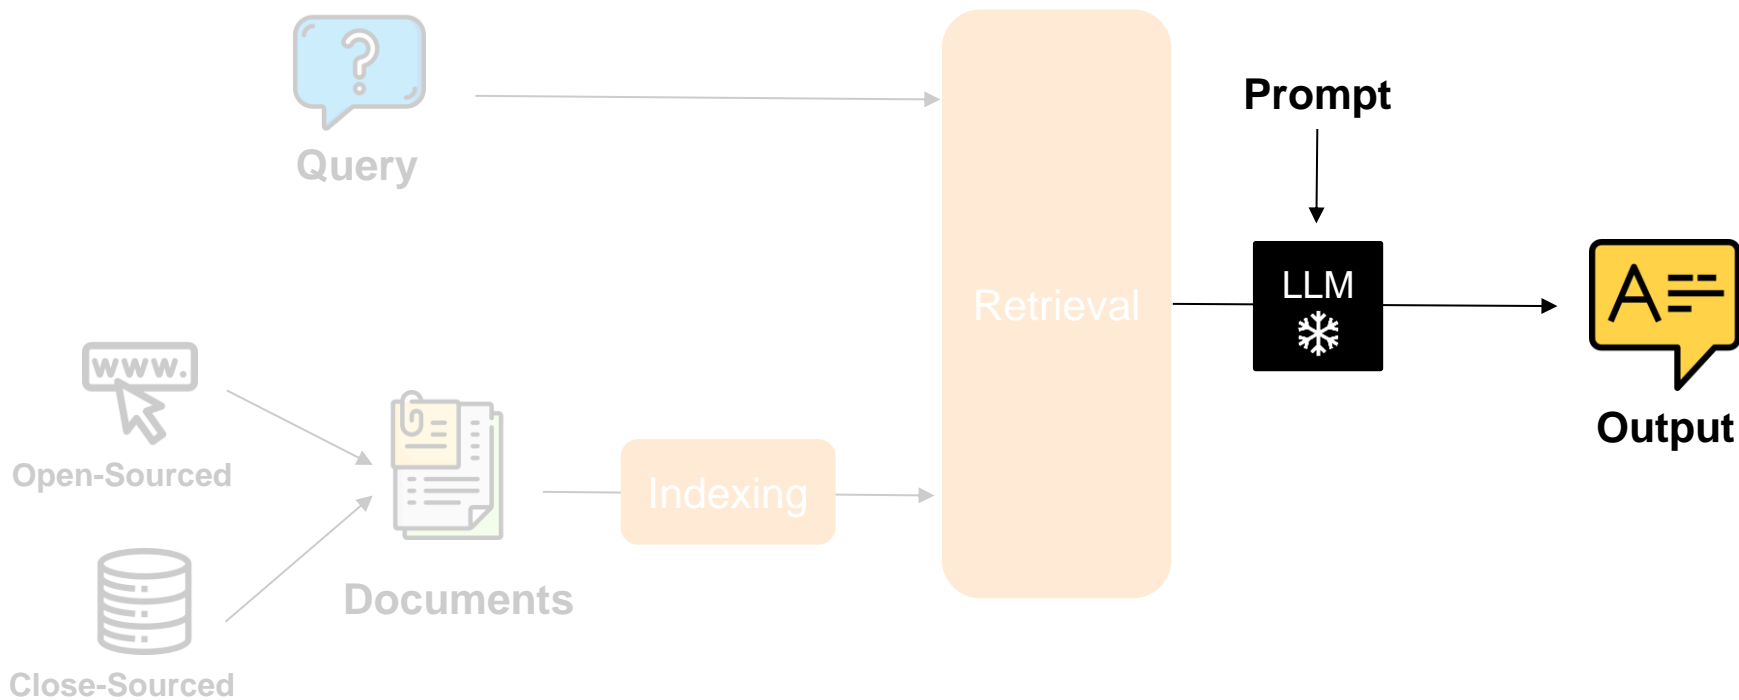 ?
Query
Prompt
Retrieval
LLM
A
Output
www.
Open-Sourced
Indexing
Documents
Close-Sourced